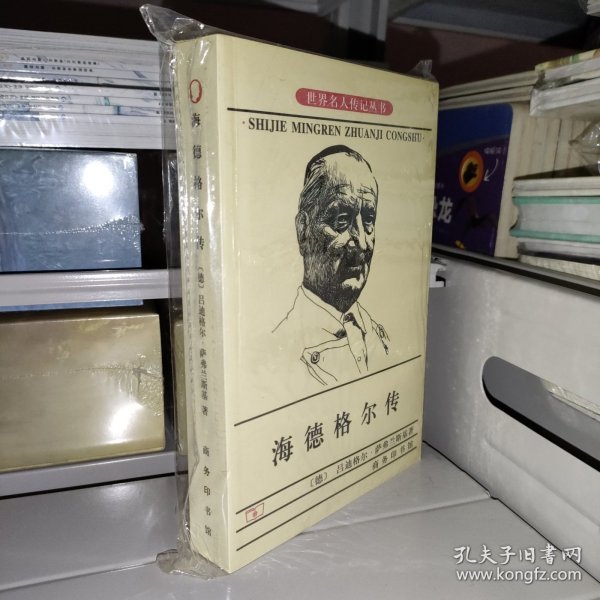 世界名人传记丛书
·SHIJIE MINGREN ZHUANJI CONGSHU·
海德格尔传
〔德〕吕迪格尔·萨弗兰斯基著
商务印书馆
海德格尔传
〔德〕吕迪格尔·萨弗兰斯基 著
商务印书馆
龙
孔夫子旧书网
www.kongfz.com